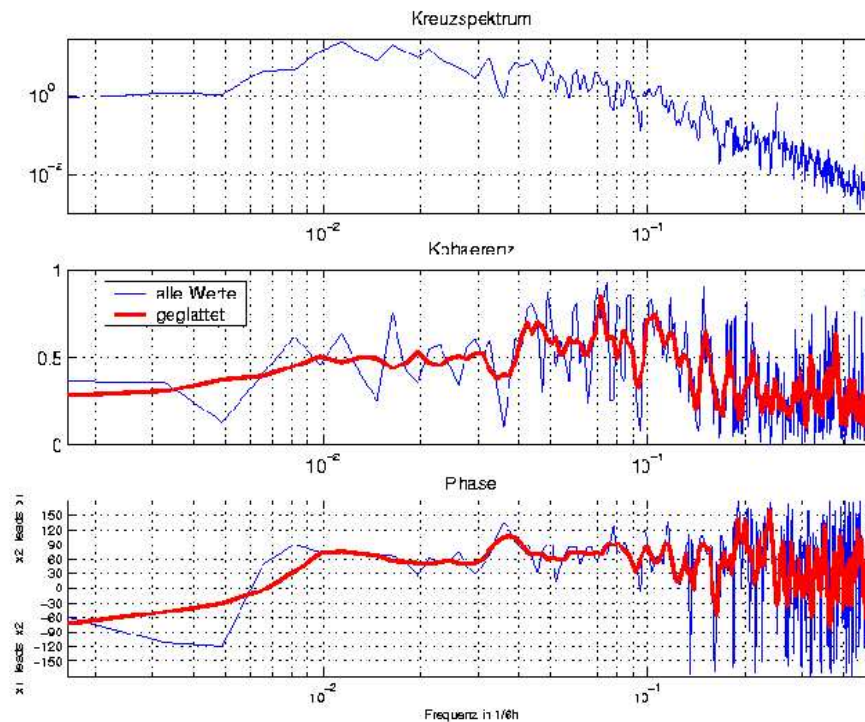 Kreuzspektrum
10⁰
10⁻²
10⁻² 10⁻¹
Kohaerenz
1
0.5
0
alle Werte
geglattet
10⁻² 10⁻¹
Phase
x2 leads x1
x1 leads x2
150
120
90
60
30
0
-30
-60
-90
-120
-150
10⁻² 10⁻¹
Frequenz in 1/6h